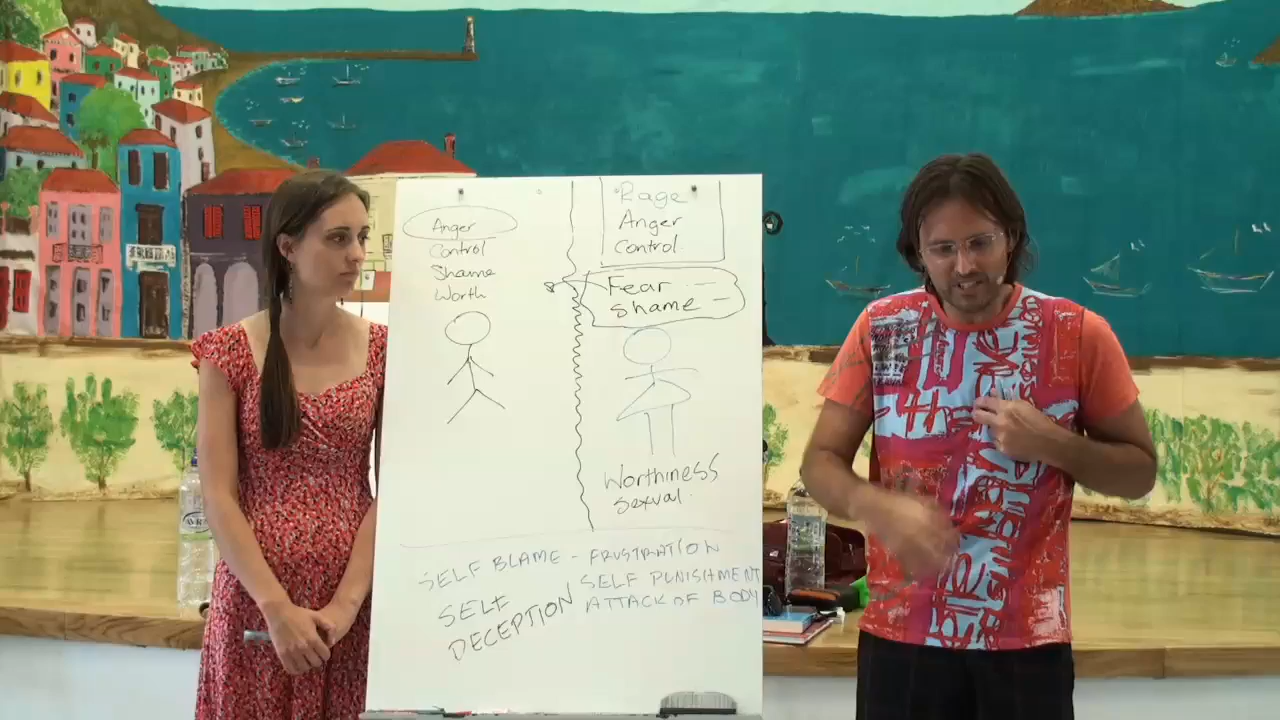 Anger
Control
Shame
Worth
Rage
Anger
Control
Fear
shame
Worthiness
sexual
SELF BLAME - FRUSTRATION
SELF DECEPTION
SELF PUNISHMENT
ATTACK OF BODY